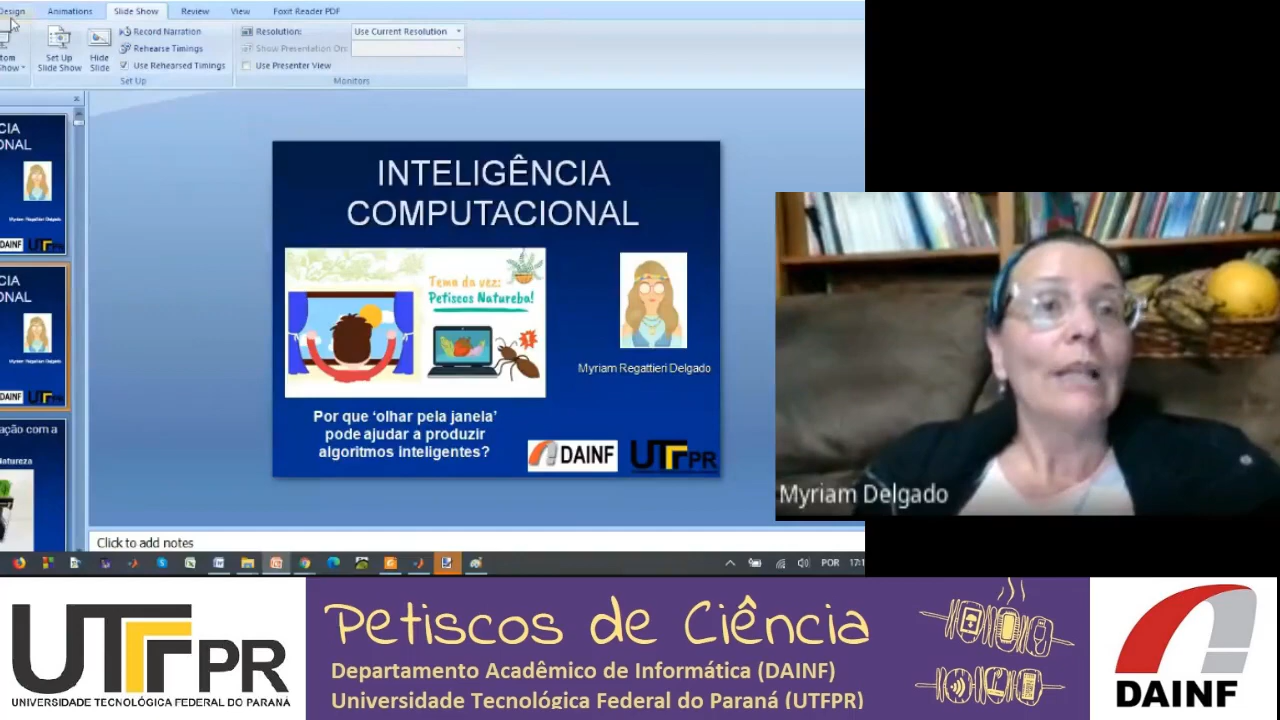 Design Animations Slide Show Review View Foxit Reader PDF
Record Narration
Rehearse Timings
Use Rehearsed Timings
Set Up
Slide Show
Hide
Slide
Set Up
Resolution: Use Current Resolution
Show Presentation On:
Use Presenter View
Monitors
INTELIGÊNCIA
COMPUTACIONAL
Tema da vez:
Petiscos Natureba!
Myriam Regattieri Delgado
Por que ‘olhar pela janela’
pode ajudar a produzir
algoritmos inteligentes?
DAINF
UTFPR
Myriam Delgado
Click to add notes
POR
UTFPR
UNIVERSIDADE TECNOLÓGICA FEDERAL DO PARANÁ
Petiscos de Ciência
Departamento Acadêmico de Informática (DAINF)
Universidade Tecnológica Federal do Paraná (UTFPR)
DAINF